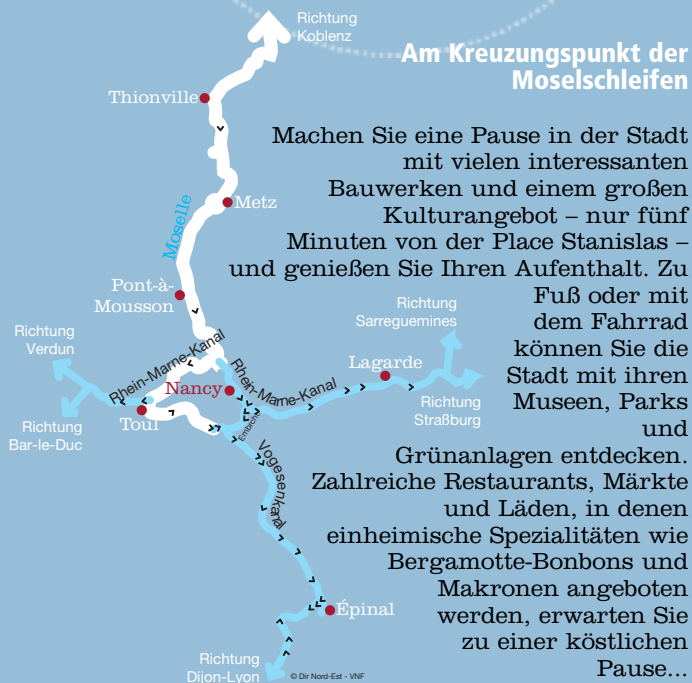 Richtung
Koblenz
Am Kreuzungspunkt der
Moselschleifen
Thionville
Machen Sie eine Pause in der Stadt
mit vielen interessanten
Bauwerken und einem großen
Kulturangebot – nur fünf
Minuten von der Place Stanislas –
und genießen Sie Ihren Aufenthalt. Zu
Fuß oder mit
dem Fahrrad
können Sie die
Stadt mit ihren
Museen, Parks
und
Grünanlagen entdecken.
Zahlreiche Restaurants, Märkte
und Läden, in denen
einheimische Spezialitäten wie
Bergamotte-Bonbons und
Makronen angeboten
werden, erwarten Sie
zu einer köstlichen
Pause...
Metz
Moselle
Pont-à-
Mousson
Richtung
Sarreguemines
Richtung
Verdun
Rhein-Marne-Kanal
Rhein-Marne-Kanal
Lagarde
Nancy
Toul
Richtung
Straßburg
Richtung
Bar-le-Duc
Vogesenkanal
Épinal
Richtung
Dijon-Lyon
© Dir Nord-Est - VNF